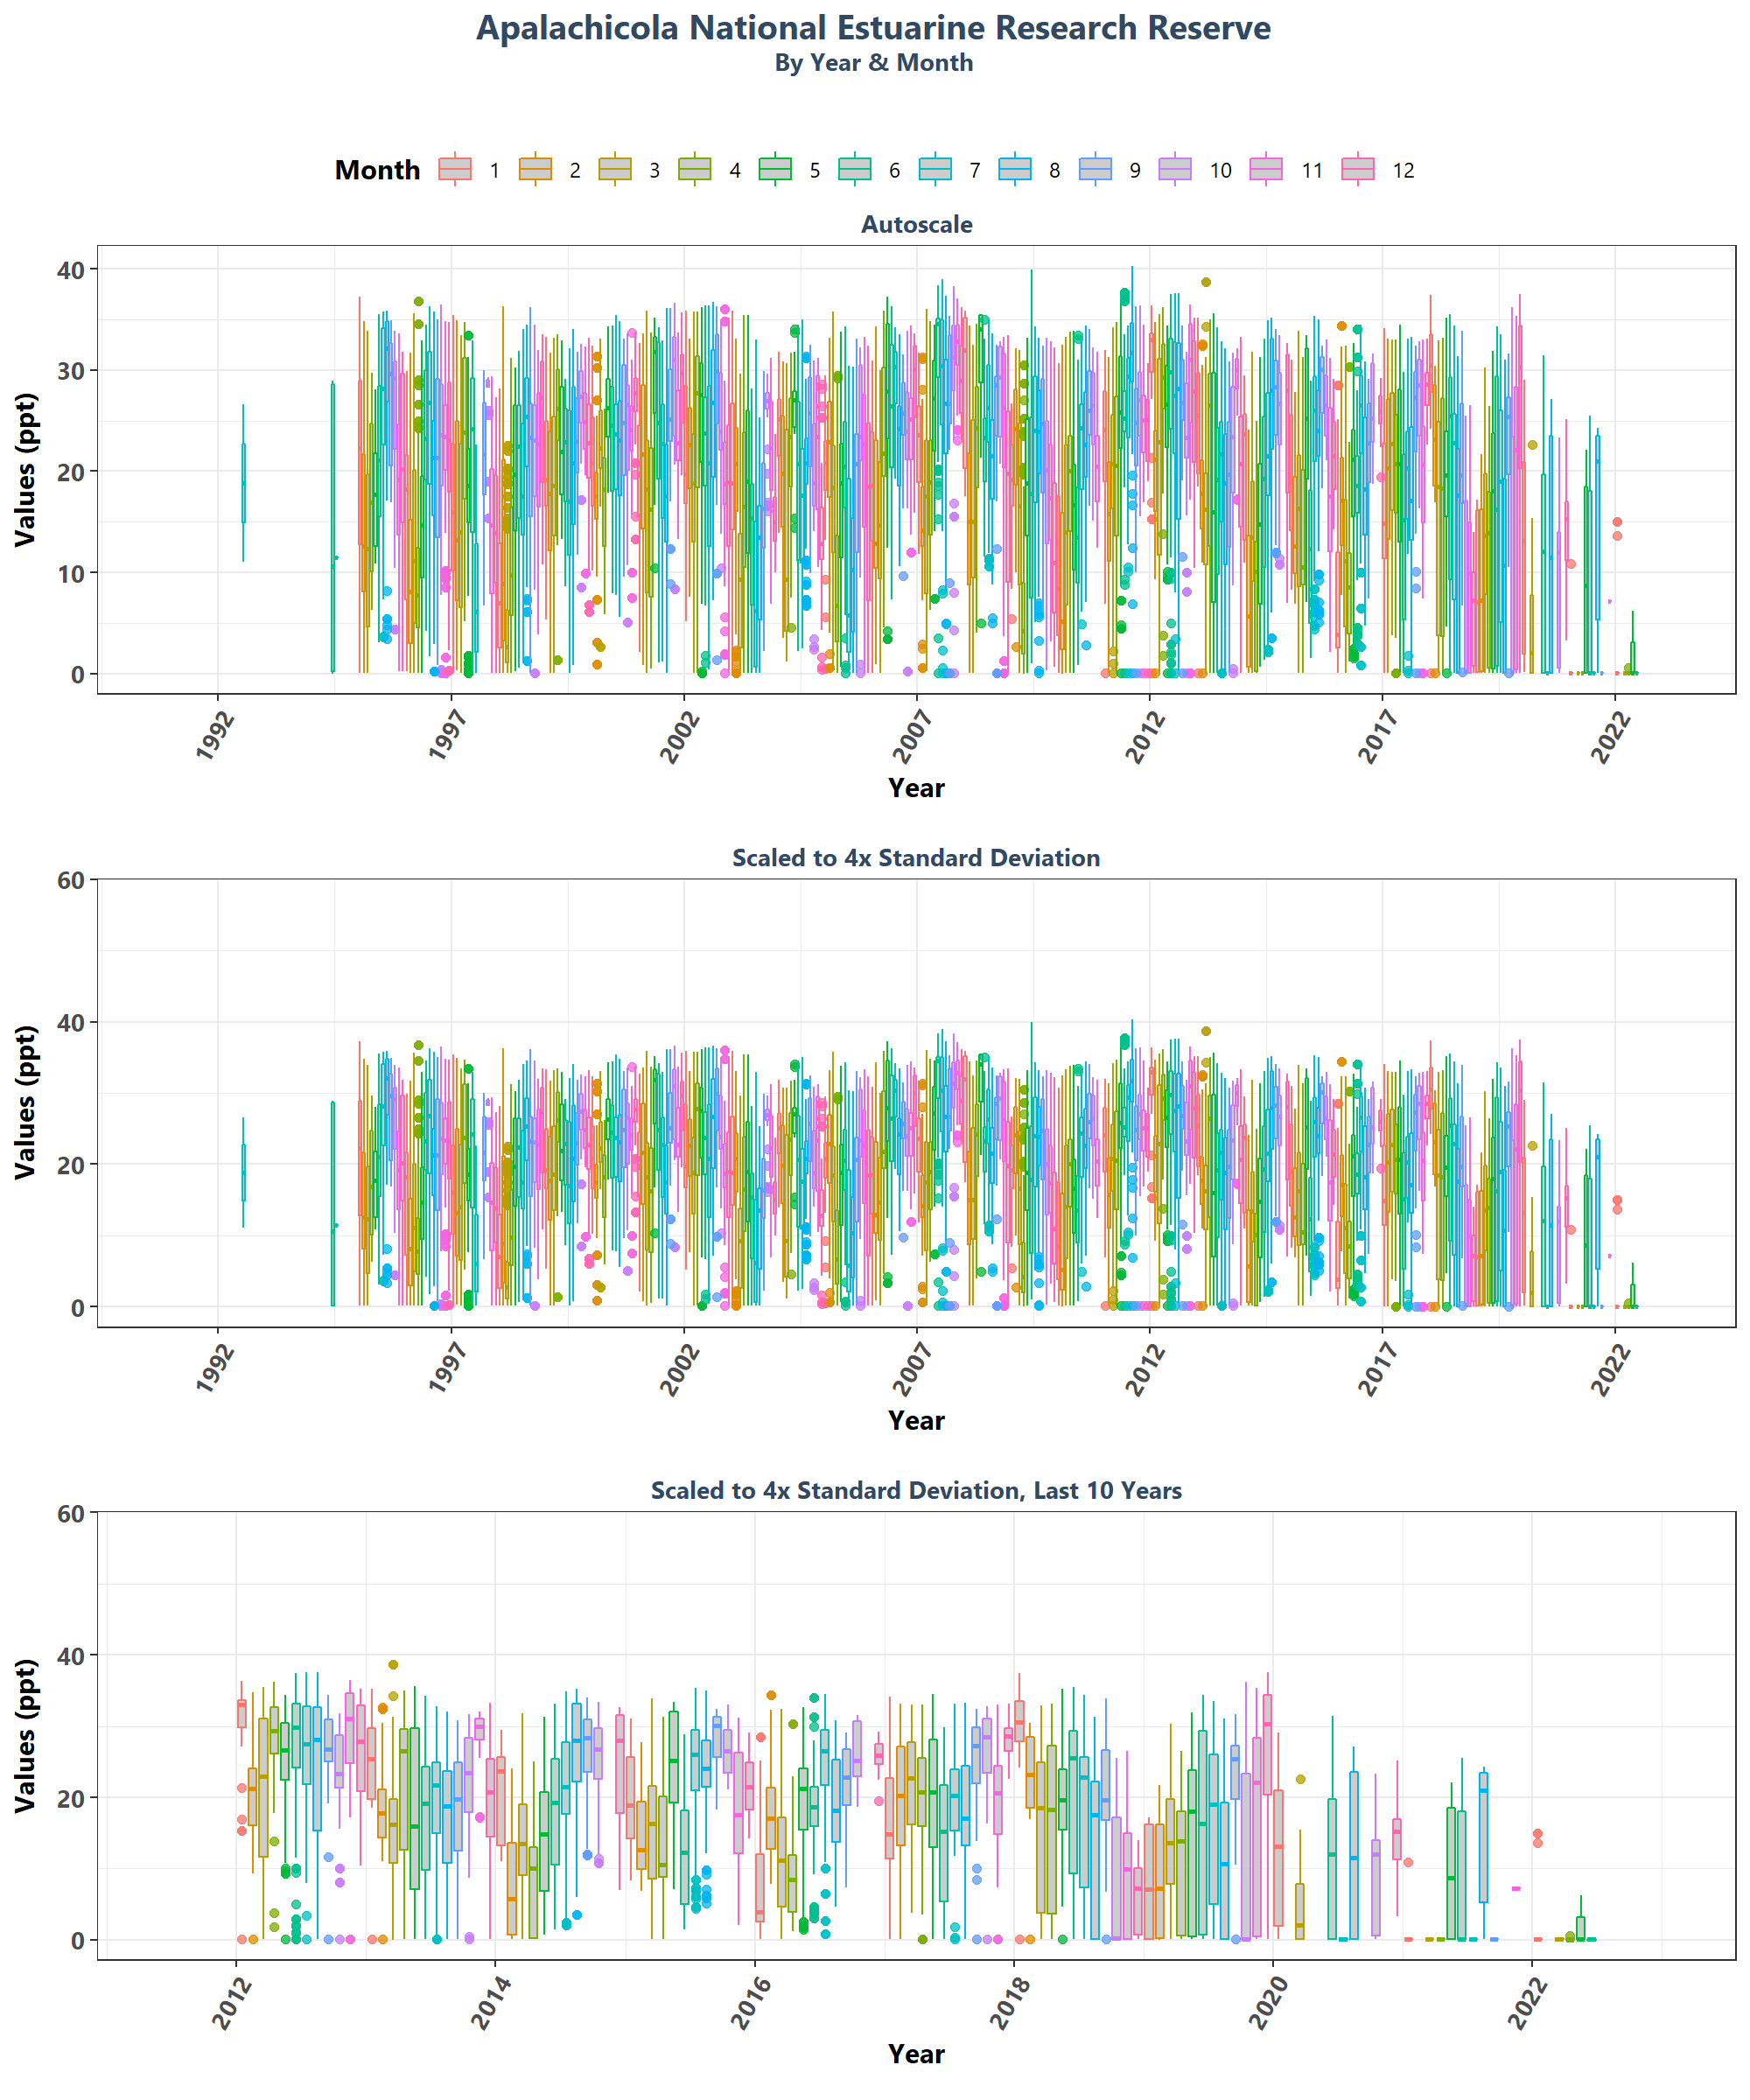 Apalachicola National Estuarine Research Reserve
By Year & Month
Month 1 2 3 4 5 6 7 8 9 10 11 12
Autoscale
Values (ppt)
40
30
20
10
0
1992 1997 2002 2007 2012 2017 2022
Year
Scaled to 4x Standard Deviation
Values (ppt)
60
40
20
0
1992 1997 2002 2007 2012 2017 2022
Year
Scaled to 4x Standard Deviation, Last 10 Years
Values (ppt)
60
40
20
0
2012 2014 2016 2018 2020 2022
Year